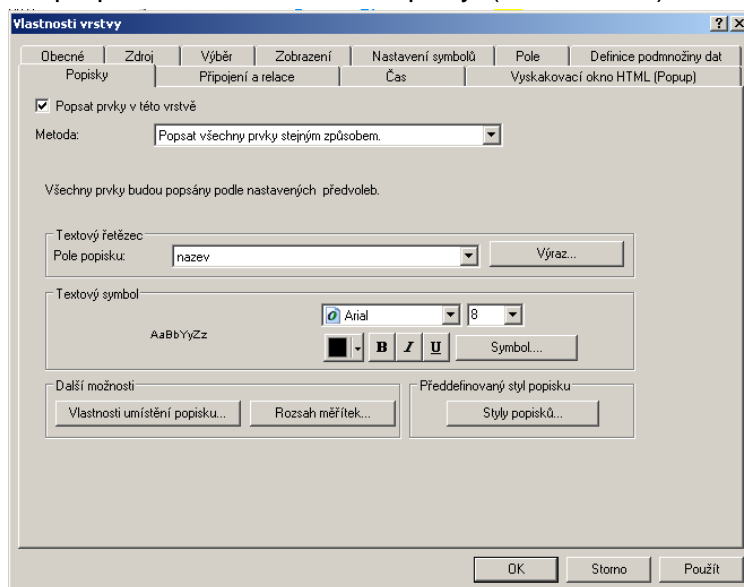 Vlastnosti vrstvy
Obecné Zdroj Výběr Zobrazení Nastavení symbolů Pole Definice podmnožiny dat
Popisky Připojení a relace Čas Vyskakovací okno HTML (Popup)
Popsat prvky v této vrstvě
Metoda: Popsat všechny prvky stejným způsobem.
Všechny prvky budou popsány podle nastavených předvoleb.
Textový řetězec
Pole popisku: nazev Výraz...
Textový symbol
Arial 8
AaBbYyZz
B I U Symbol....
Další možnosti Předdefinovaný styl popisku
Vlastnosti umístění popisku... Rozsah měřítek... Styly popisků...
OK Storno Použít